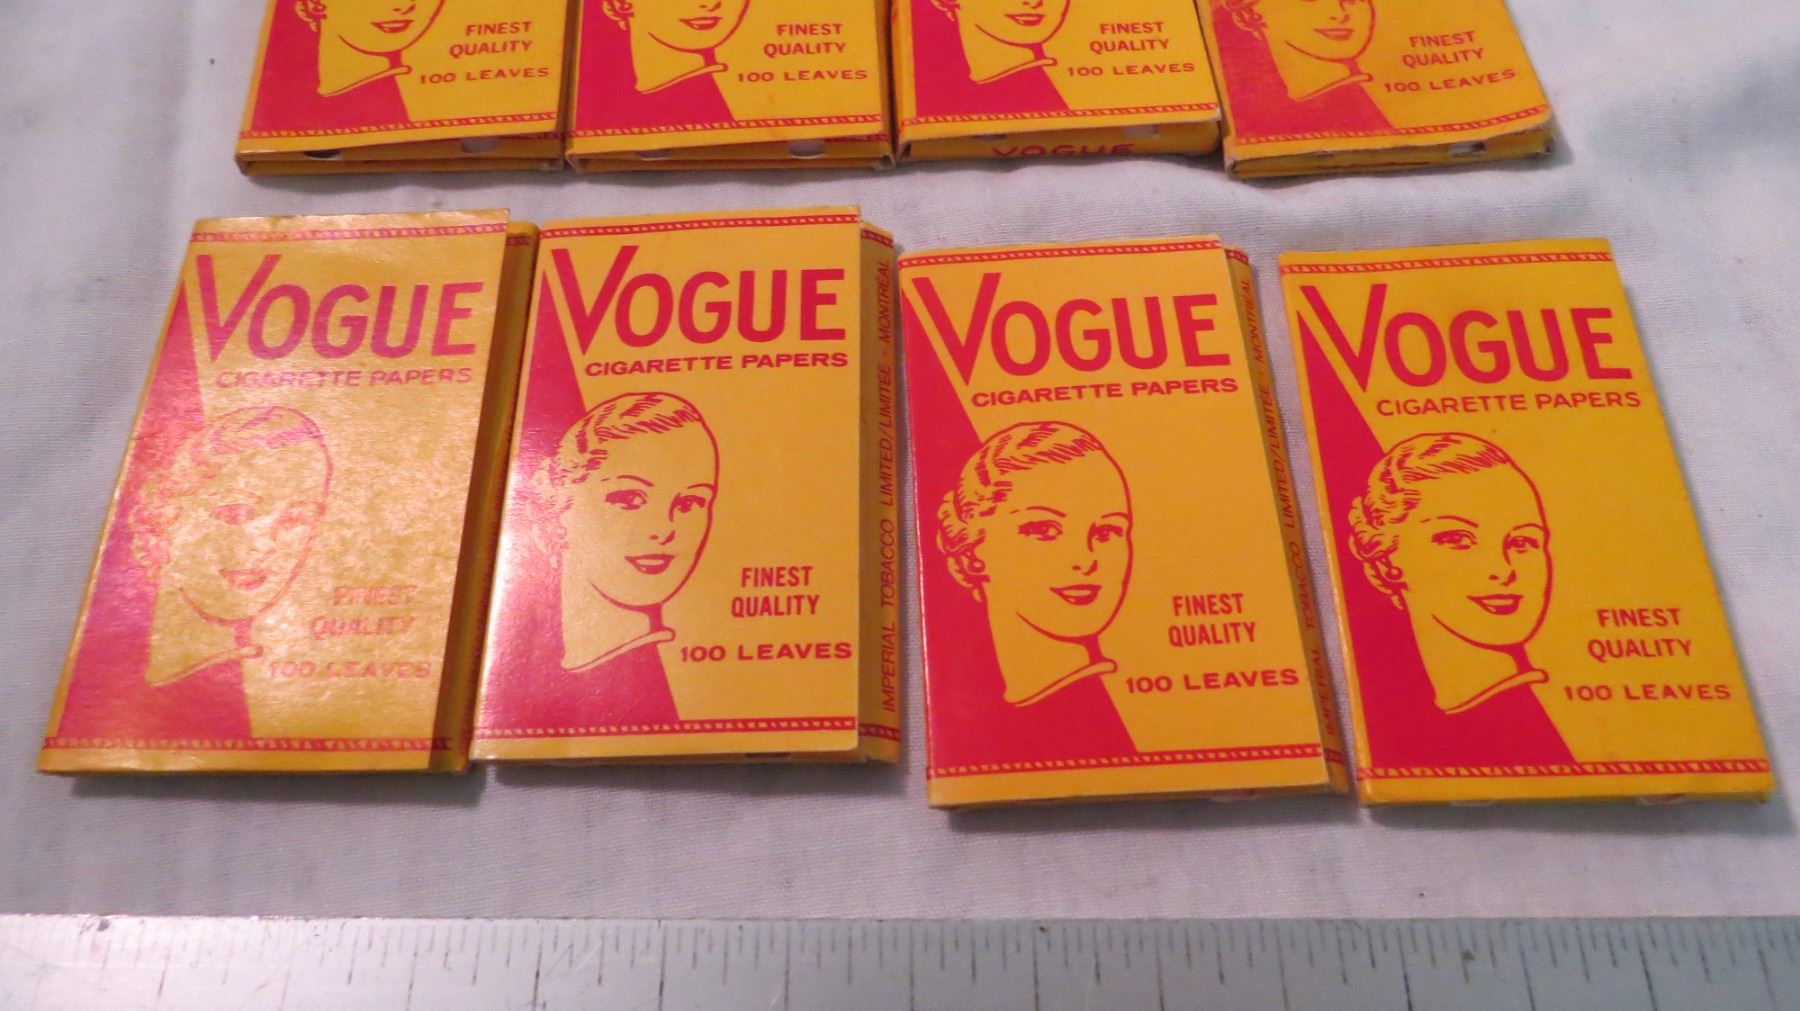 FINEST
QUALITY
100 LEAVES
FINEST
QUALITY
100 LEAVES
FINEST
QUALITY
100 LEAVES
VOGUE
FINEST
QUALITY
100 LEAVES
VOGUE
CIGARETTE PAPERS
FINEST
QUALITY
100 LEAVES
VOGUE
CIGARETTE PAPERS
FINEST
QUALITY
100 LEAVES
IMPERIAL TOBACCO LIMITED/LIMITÉE - MONTRÉAL
VOGUE
CIGARETTE PAPERS
FINEST
QUALITY
100 LEAVES
IMPERIAL TOBACCO LIMITED/LIMITÉE - MONTRÉAL
VOGUE
CIGARETTE PAPERS
FINEST
QUALITY
100 LEAVES